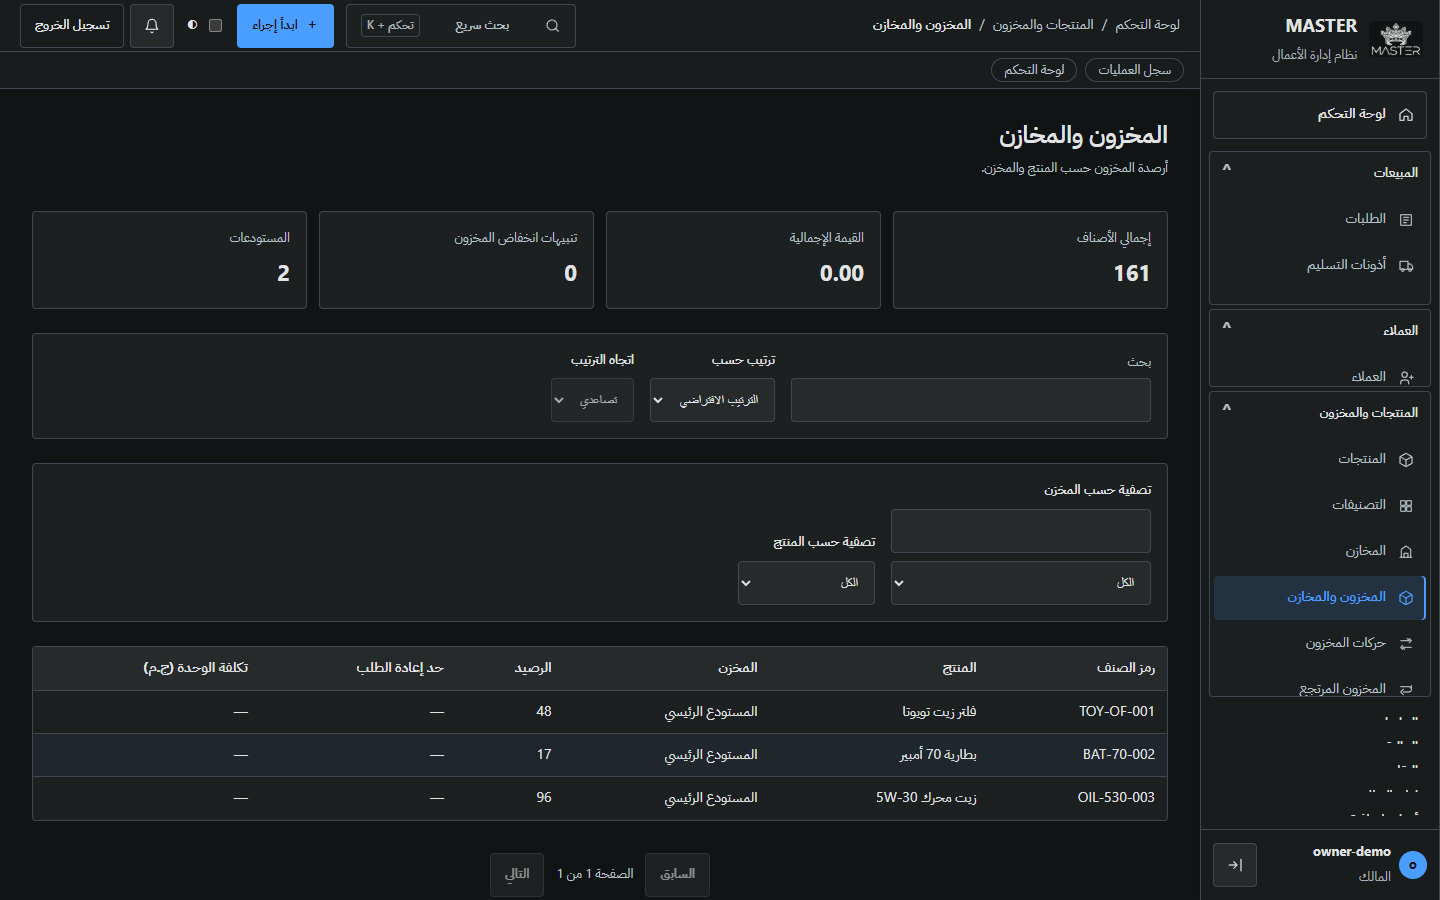 MASTER
MASTER
نظام إدارة الأعمال
لوحة التحكم
المبيعات
الطلبات
أذونات التسليم
العملاء
العملاء
المنتجات والمخزون
المنتجات
التصنيفات
المخازن
المخزون والمخازن
حركات المخزون
المخزون المرتجع
owner-demo
المالك
o
لوحة التحكم / المنتجات والمخزون / المخزون والمخازن
بحث سريع
تحكم + K
+ ابدأ إجراء
تسجيل الخروج
سجل العمليات
لوحة التحكم
المخزون والمخازن
أرصدة المخزون حسب المنتج والمخزن.
إجمالي الأصناف
161
القيمة الإجمالية
0.00
تنبيهات انخفاض المخزون
0
المستودعات
2
بحث
ترتيب حسب
الترتيب الافتراضي
اتجاه الترتيب
تصاعدي
تصفية حسب المخزن
الكل
تصفية حسب المنتج
الكل
رمز الصنف المنتج المخزن الرصيد حد إعادة الطلب تكلفة الوحدة (ج.م)
TOY-OF-001 فلتر زيت تويوتا المستودع الرئيسي 48 — —
BAT-70-002 بطارية 70 أمبير المستودع الرئيسي 17 — —
OIL-530-003 زيت محرك 5W-30 المستودع الرئيسي 96 — —
السابق
الصفحة 1 من 1
التالي